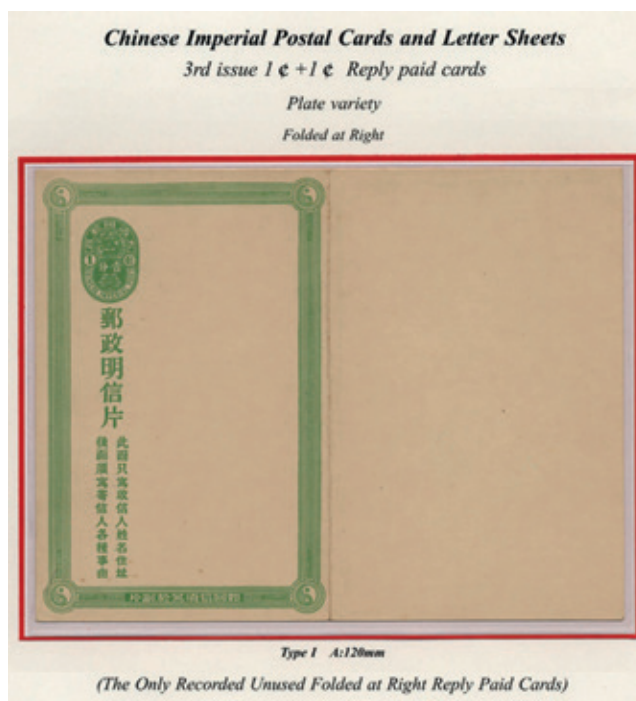 Chinese Imperial Postal Cards and Letter Sheets
3rd issue 1 ¢ +1 ¢ Reply paid cards
Plate variety
Folded at Right
1
郵政明信片
此面只寫收信人姓名住址
後面須寫寄信人各種事由
Type I A:120mm
(The Only Recorded Unused Folded at Right Reply Paid Cards)